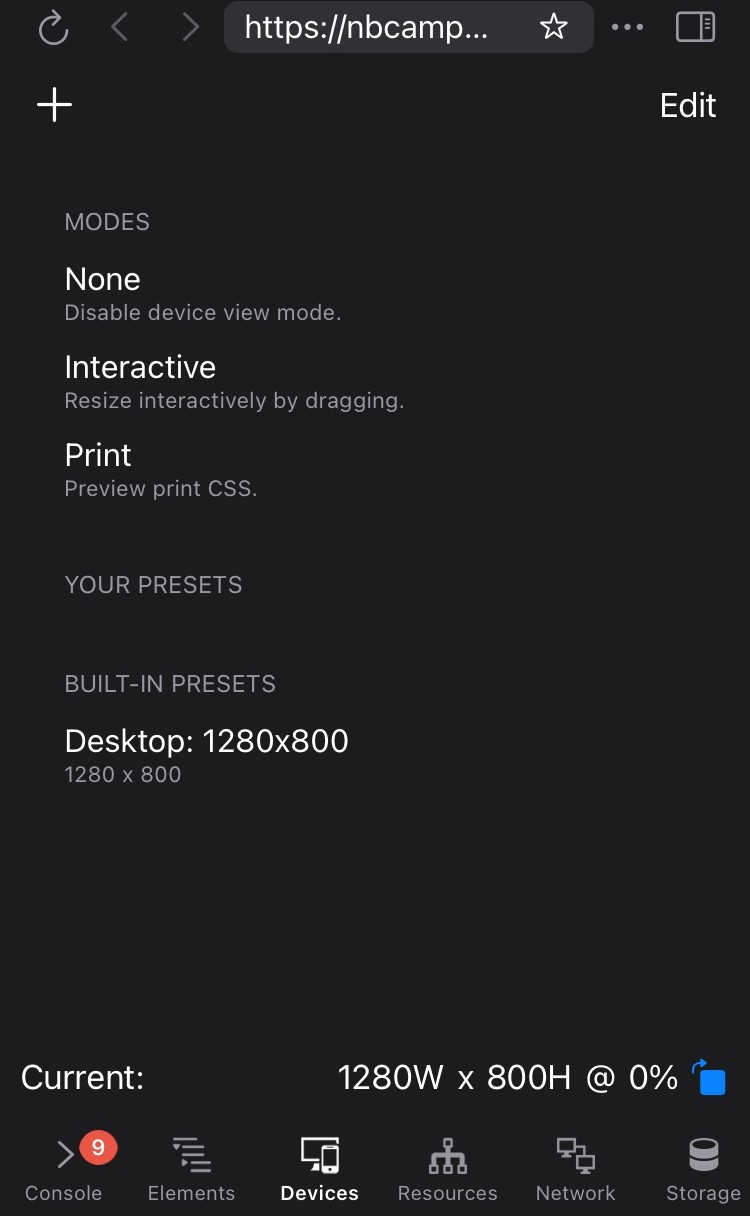 https://nbcamp...
Edit
MODES
None
Disable device view mode.
Interactive
Resize interactively by dragging.
Print
Preview print CSS.
YOUR PRESETS
BUILT-IN PRESETS
Desktop: 1280x800
1280 x 800
Current: 1280W x 800H @ 0%
9
Console Elements Devices Resources Network Storage